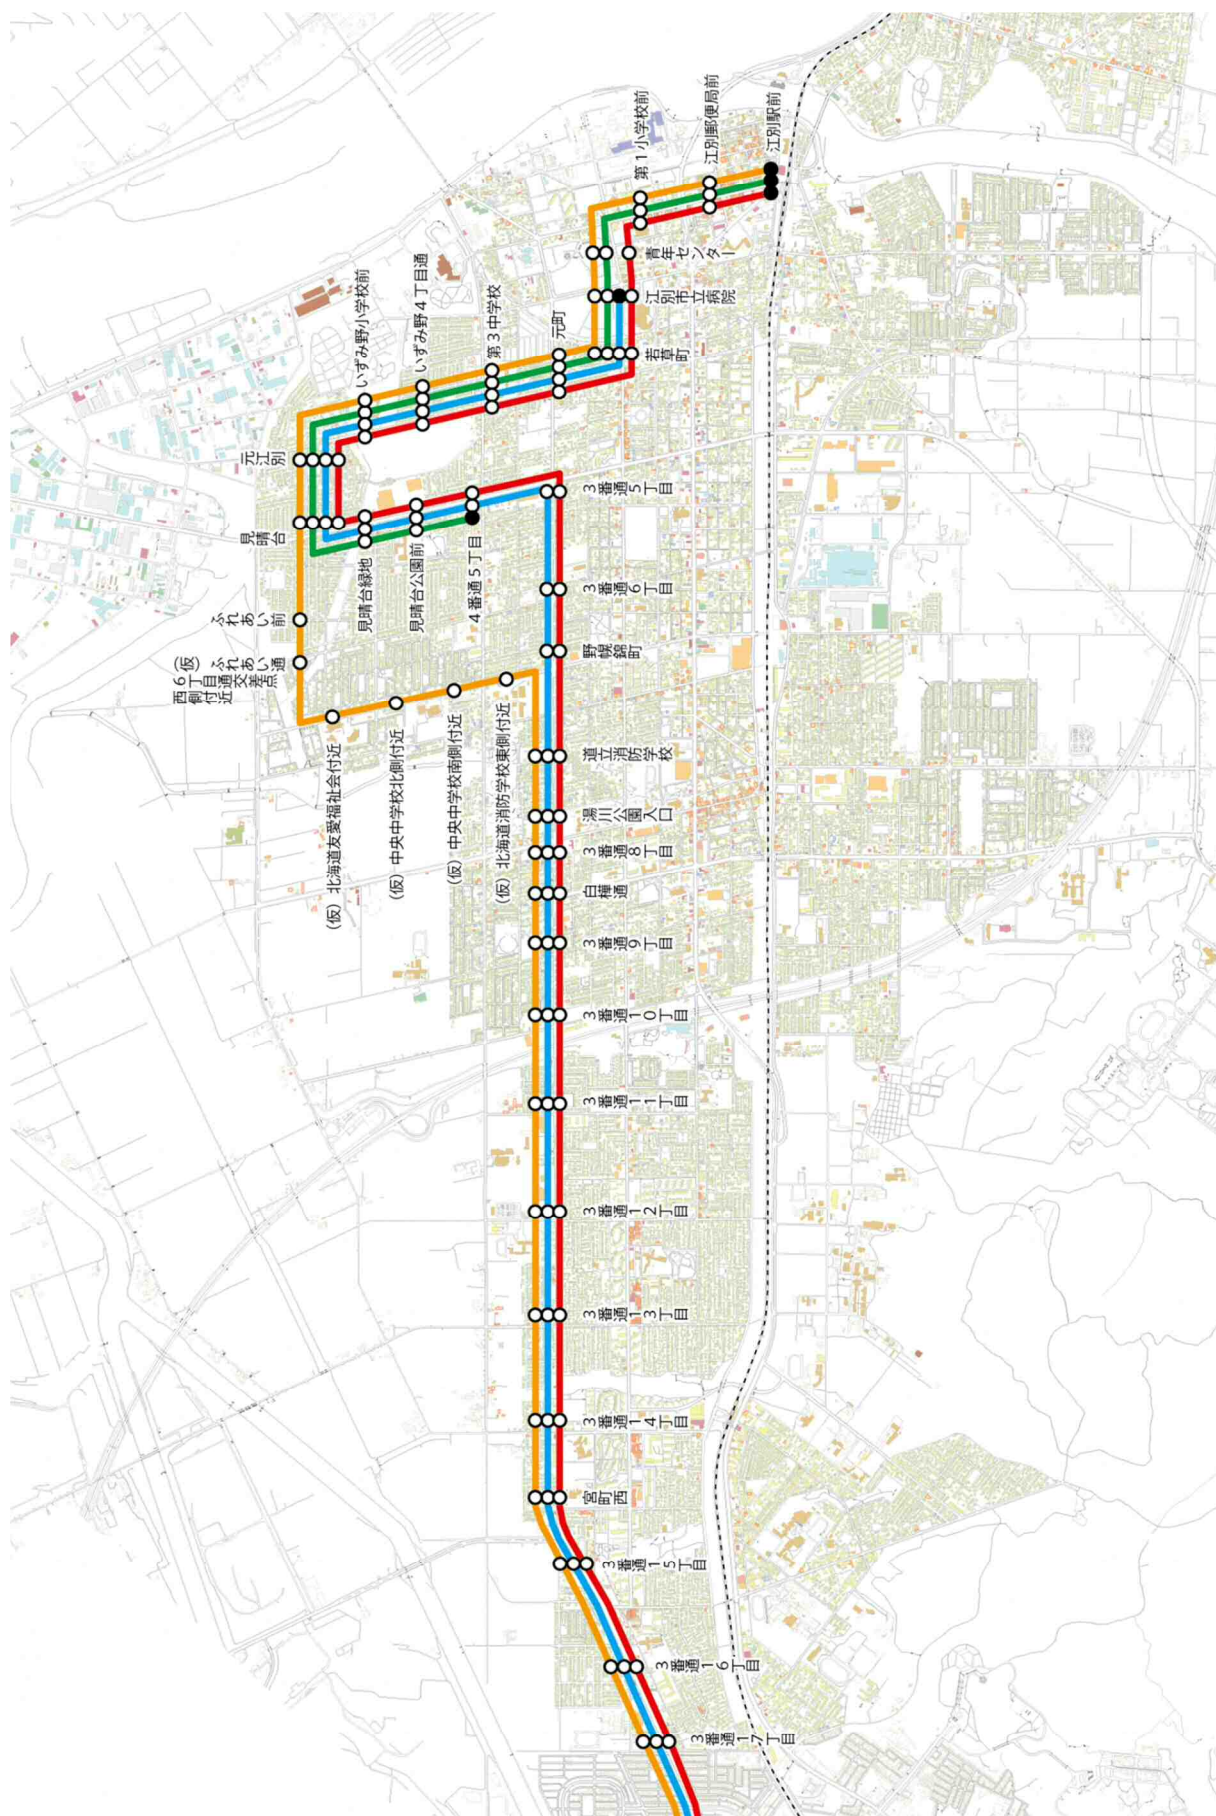 江別駅前
江別郵便局前
第1小学校前
青年センター
江別市立病院
若草町
元町
第3中学校
いずみ野4丁目通
いずみ野小学校前
元江別
見晴台
見晴台緑地
見晴台公園前
4番通5丁目
3番通5丁目
3番通6丁目
野幌錦町
ふれあい前
(仮)ふれあい通
6丁目通交差点
西側付近
(仮)北海道友愛福祉会付近
(仮)中央中学校北側付近
(仮)中央中学校南側付近
(仮)北海道消防学校東側付近
道立消防学校
湯川公園入口
3番通8丁目
白樺通
3番通9丁目
3番通10丁目
3番通11丁目
3番通12丁目
3番通13丁目
3番通14丁目
宮町西
3番通15丁目
3番通16丁目
3番通17丁目